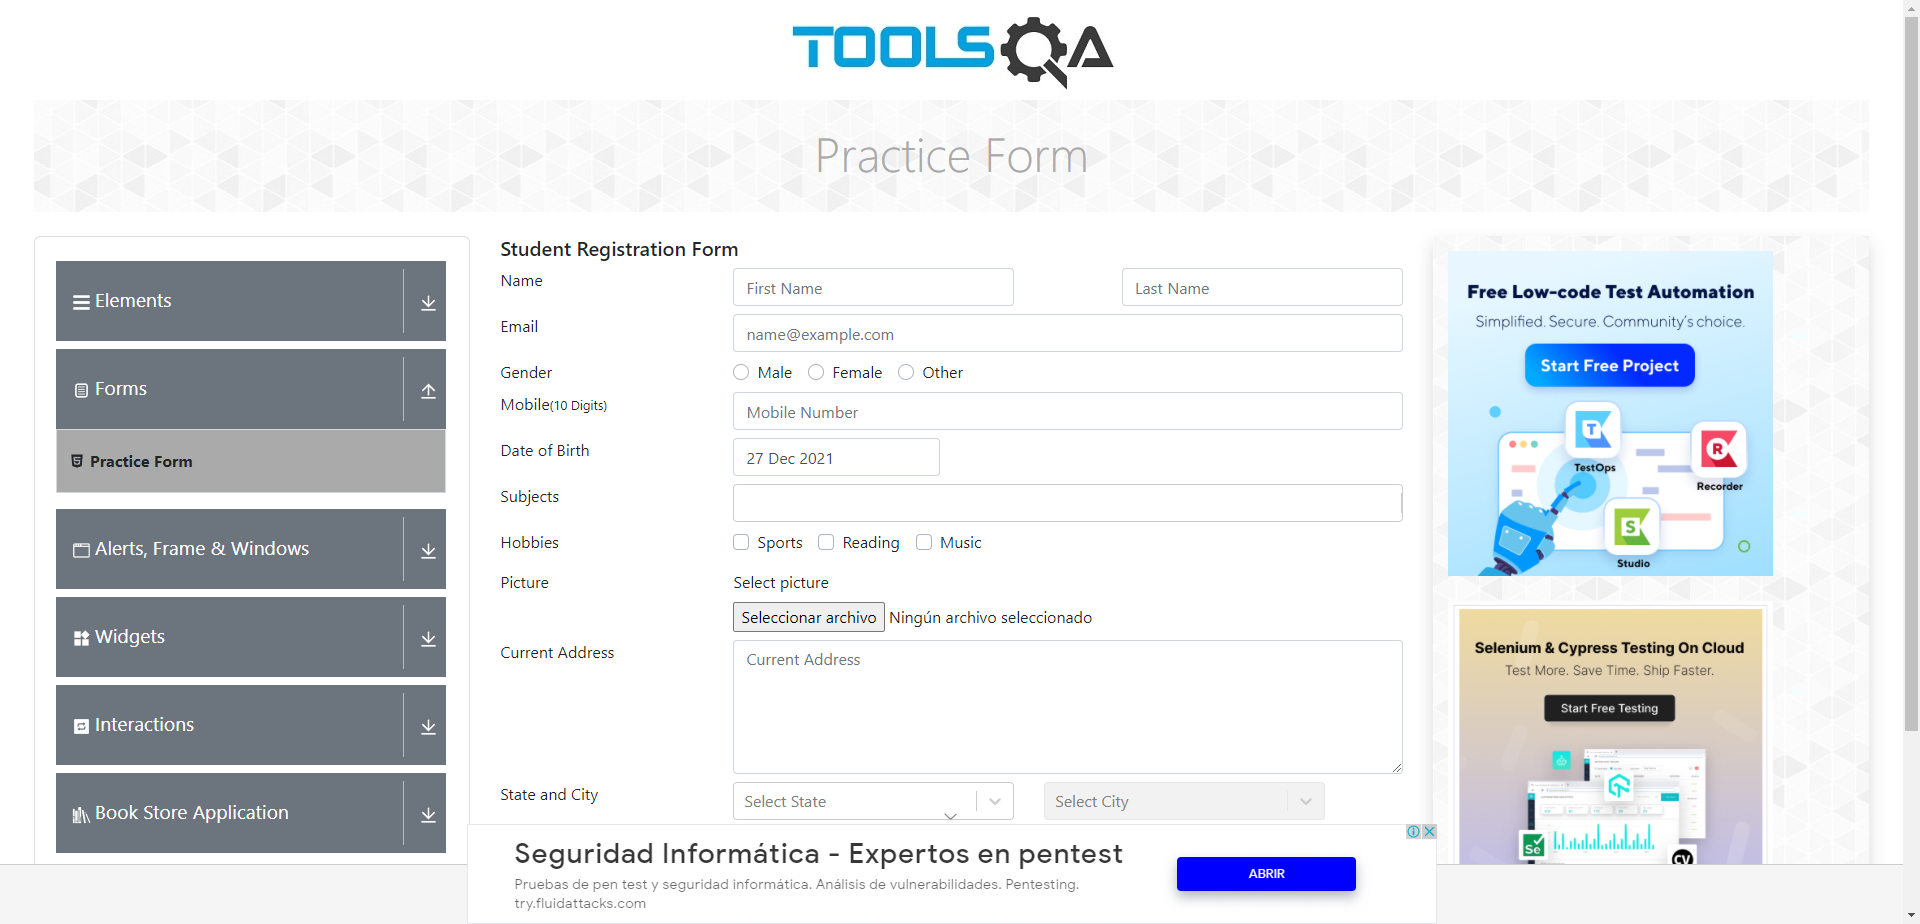 TOOLSQA
Practice Form
Elements
Forms
Practice Form
Alerts, Frame & Windows
Widgets
Interactions
Book Store Application
Student Registration Form
Name
First Name
Last Name
Email
name@example.com
Gender
Male
Female
Other
Mobile(10 Digits)
Mobile Number
Date of Birth
27 Dec 2021
Subjects
Hobbies
Sports
Reading
Music
Picture
Select picture
Seleccionar archivo Ningún archivo seleccionado
Current Address
Current Address
State and City
Select State
Select City
Free Low-code Test Automation
Simplified. Secure. Community's choice.
Start Free Project
T
TestOps
R
Recorder
S
Studio
Selenium & Cypress Testing On Cloud
Test More. Save Time. Ship Faster.
Start Free Testing
Se
CV
Seguridad Informática - Expertos en pentest
Pruebas de pen test y seguridad informática. Análisis de vulnerabilidades. Pentesting.
try.fluidattacks.com
ABRIR